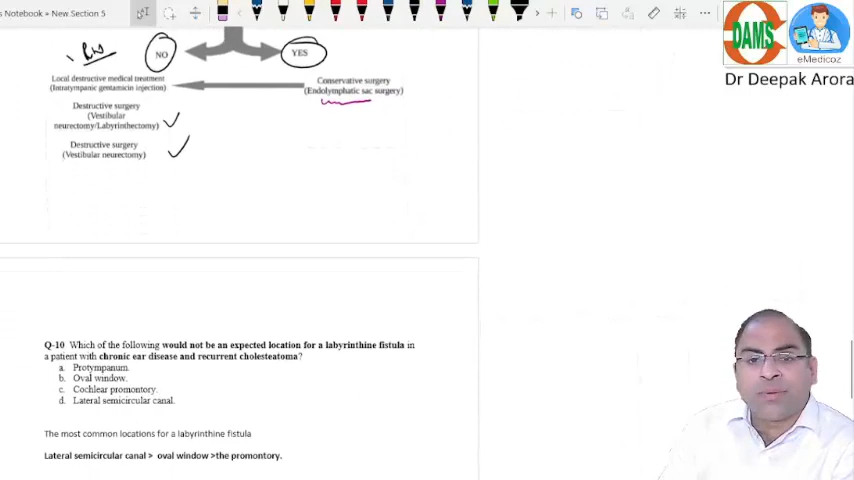 s Notebook » New Section 5
DAMS
eMedicoz
Dr Deepak Arora
NO
YES
Local destructive medical treatment
(Intratympanic gentamicin injection)
Conservative surgery
(Endolymphatic sac surgery)
Destructive surgery
(Vestibular
neurectomy/Labyrinthectomy)
Destructive surgery
(Vestibular neurectomy)
Q-10 Which of the following would not be an expected location for a labyrinthine fistula in
a patient with chronic ear disease and recurrent cholesteatoma?
a. Protympanum.
b. Oval window.
c. Cochlear promontory.
d. Lateral semicircular canal.
The most common locations for a labyrinthine fistula
Lateral semicircular canal > oval window >the promontory.